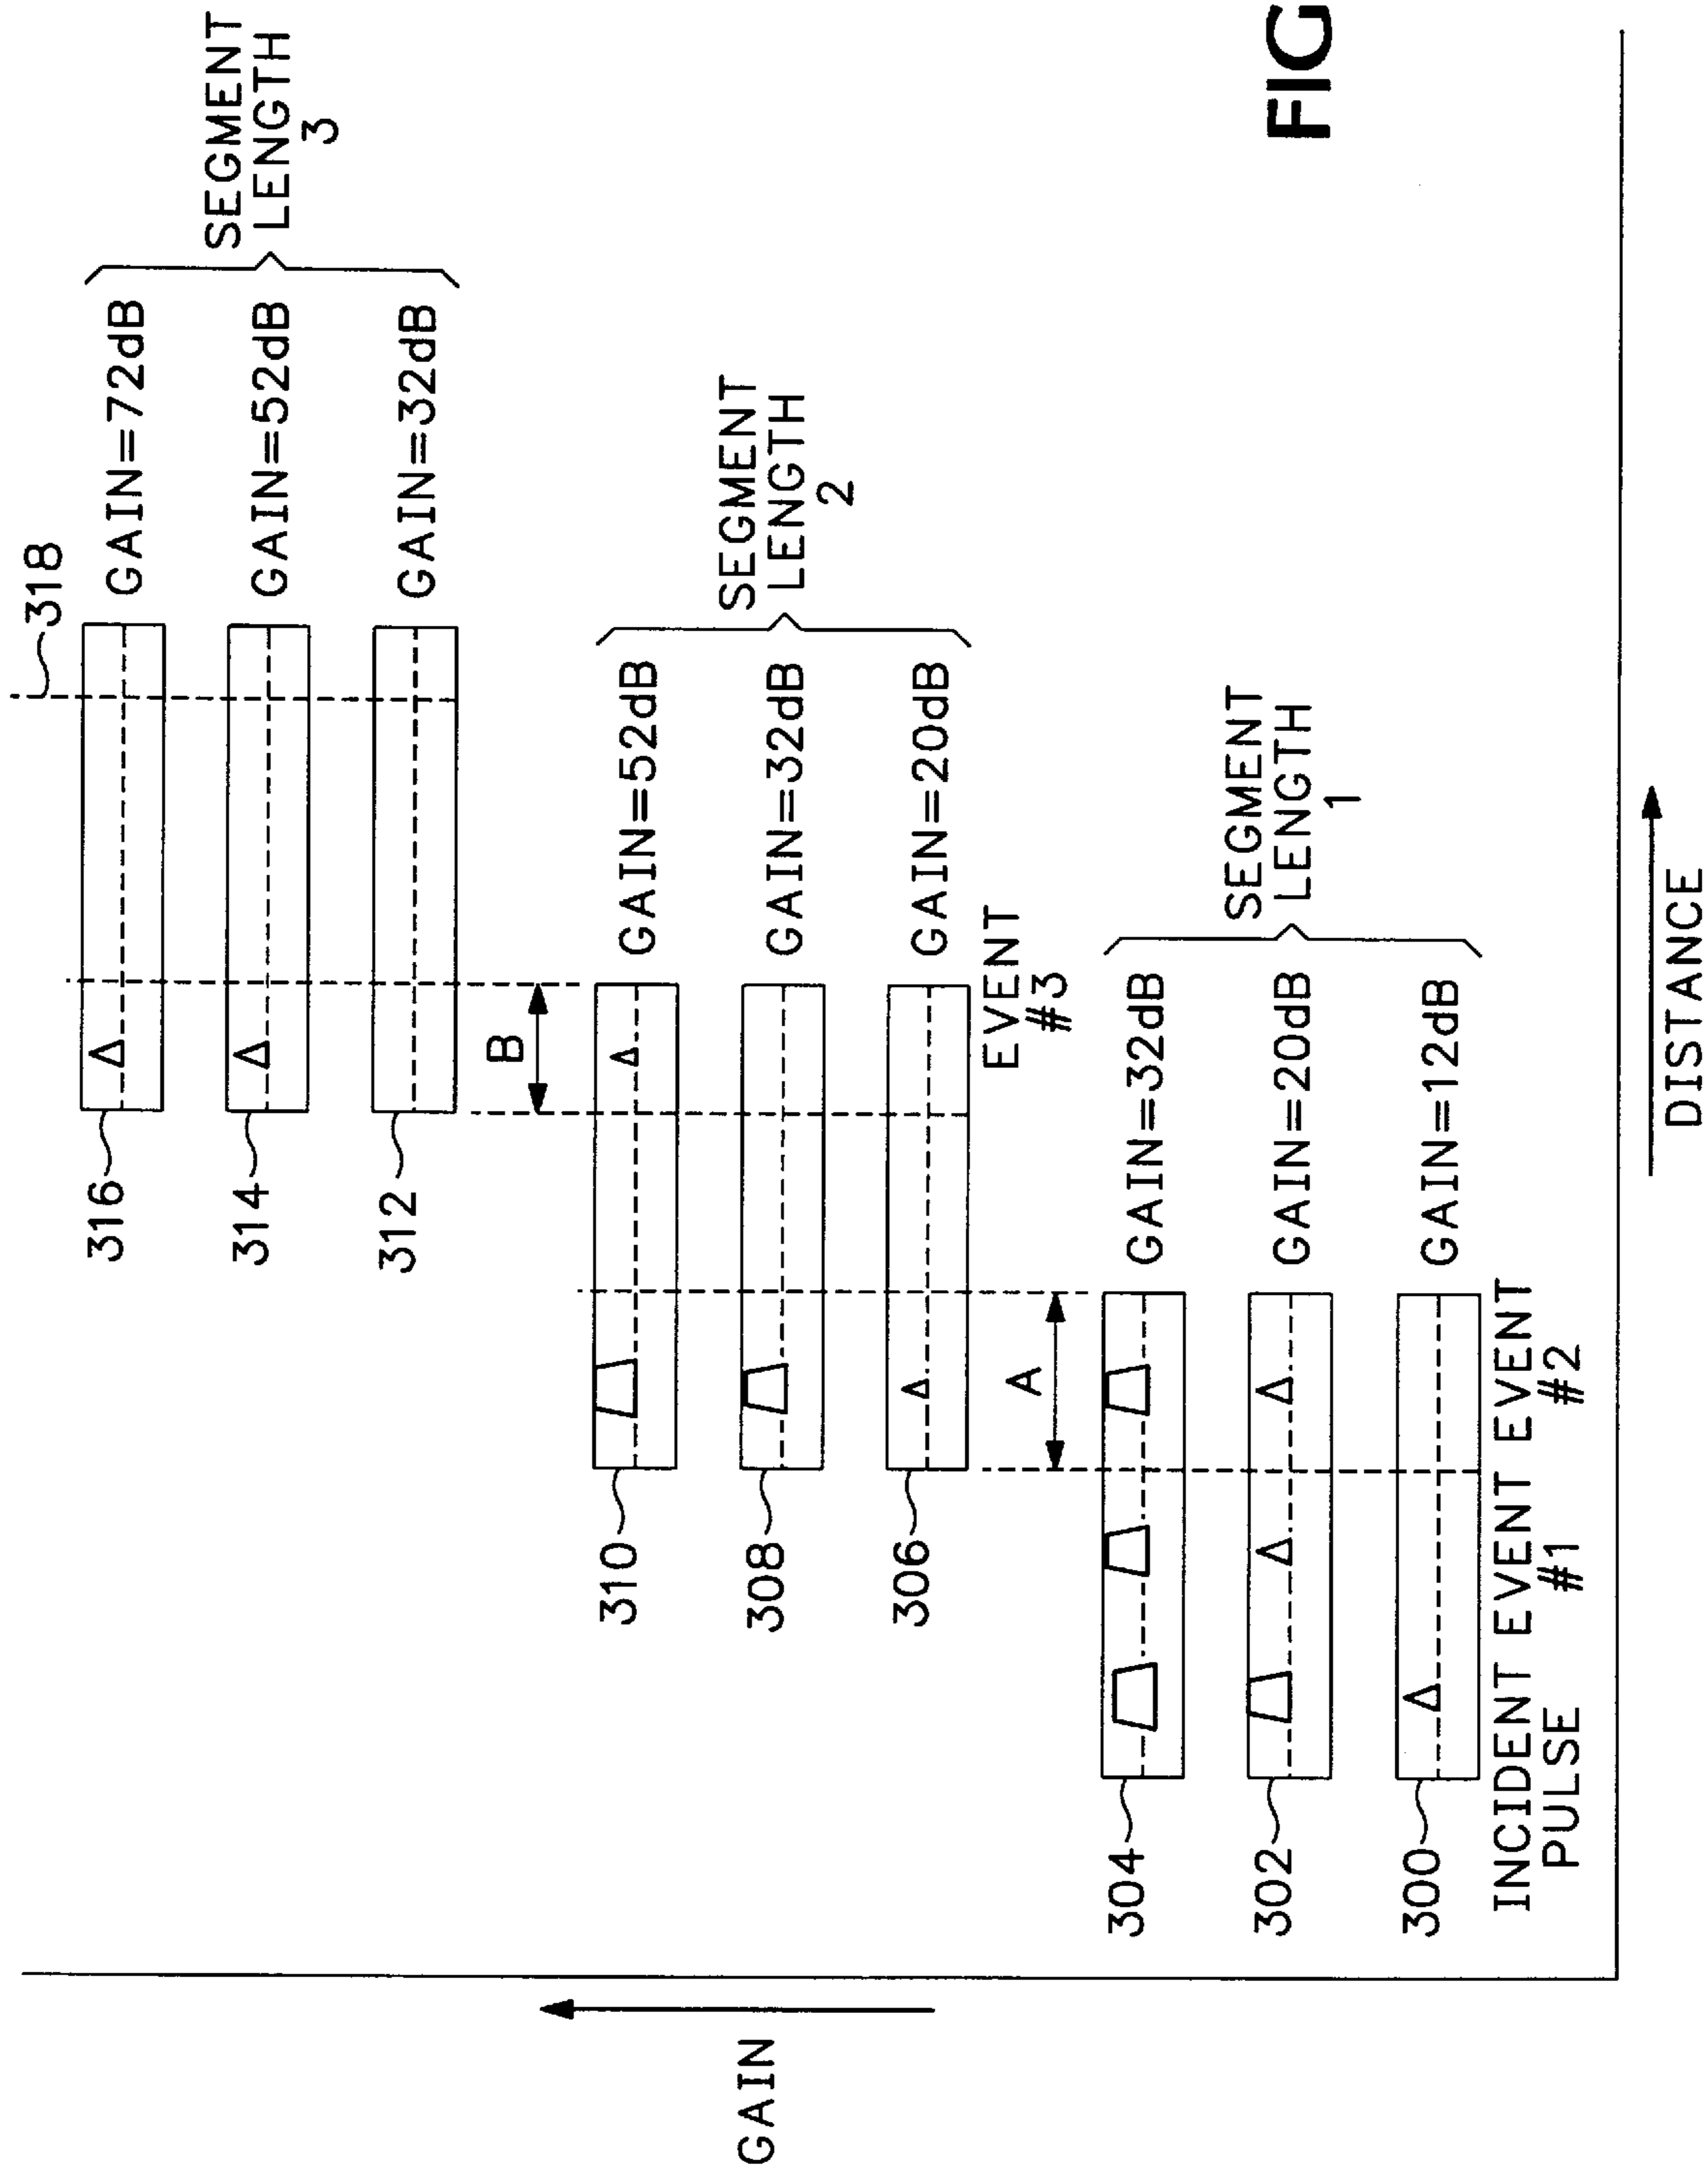 318
316
GAIN=72dB
314
GAIN=52dB
312
GAIN=32dB
SEGMENT
LENGTH
3
B
310
GAIN=52dB
308
GAIN=32dB
306
GAIN=20dB
SEGMENT
LENGTH
2
EVENT
#3
A
304
GAIN=32dB
302
GAIN=20dB
300
GAIN=12dB
SEGMENT
LENGTH
1
INCIDENT EVENT EVENT
PULSE #1 #2
GAIN
DISTANCE
FIG